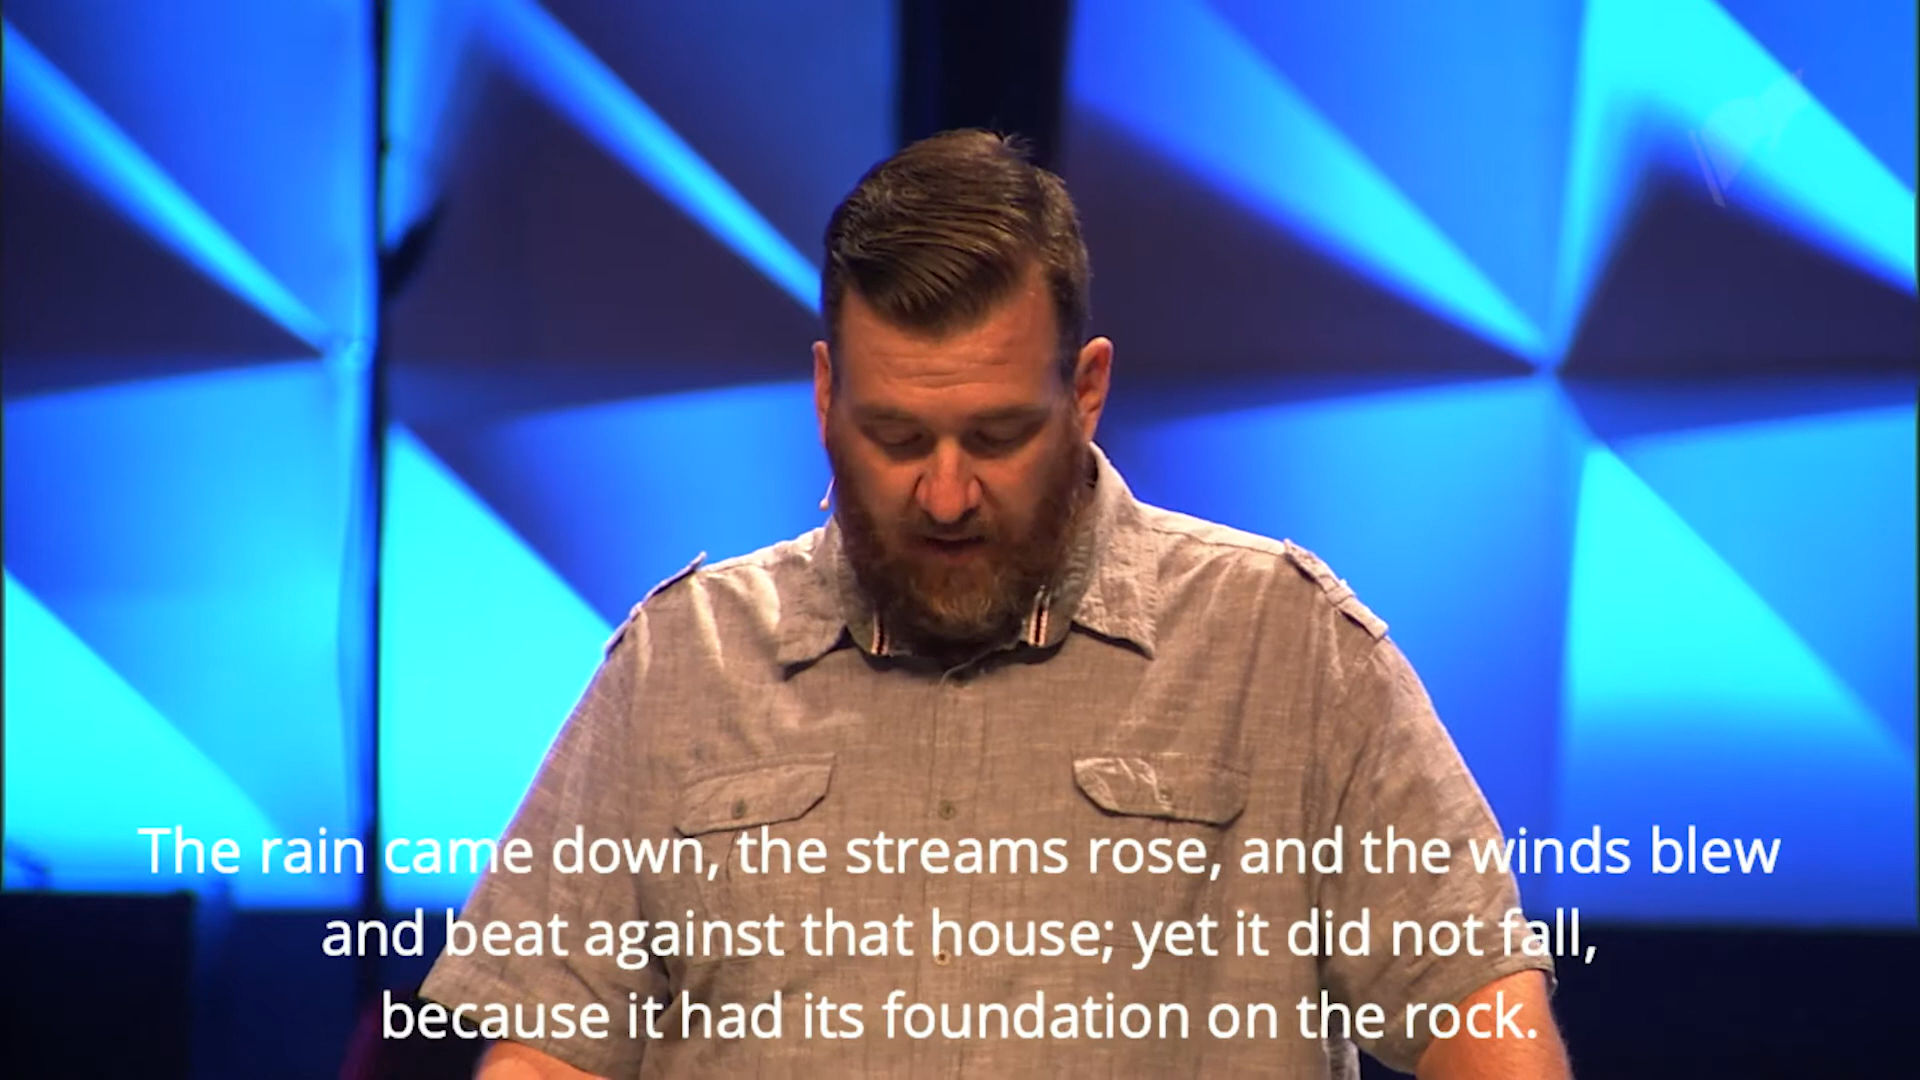 The rain came down, the streams rose, and the winds blew
and beat against that house; yet it did not fall,
because it had its foundation on the rock.